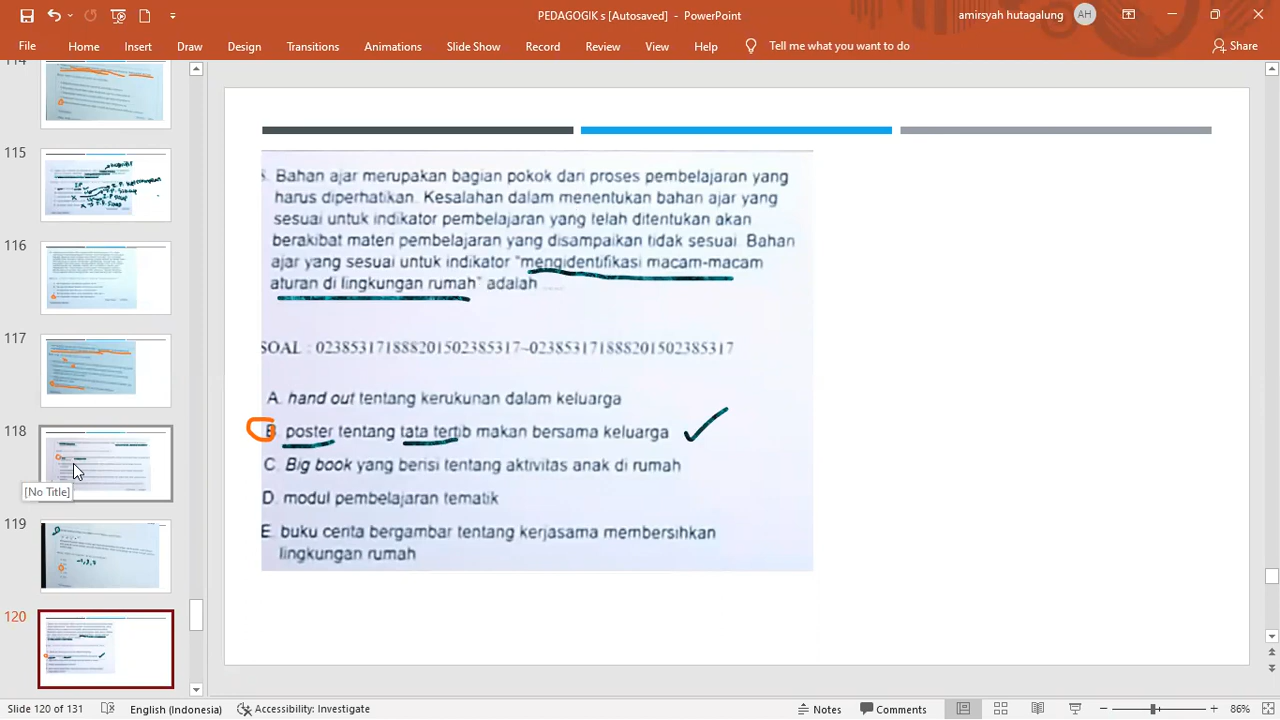 PEDAGOGIK s [Autosaved] - PowerPoint
amirsyah hutagalung
AH
File
Home
Insert
Draw
Design
Transitions
Animations
Slide Show
Record
Review
View
Help
Tell me what you want to do
Share
114
115
116
117
118
[No Title]
119
120
Bahan ajar merupakan bagian pokok dari proses pembelajaran yang
harus diperhatikan. Kesalahan dalam menentukan bahan ajar yang
sesuai untuk indikator pembelajaran yang telah ditentukan akan
berakibat materi pembelajaran yang disampaikan tidak sesuai. Bahan
ajar yang sesuai untuk indikator "mengidentifikasi macam-macam
aturan di lingkungan rumah" adalah
SOAL : 023853171888201502385317~023853171888201502385317
A. hand out tentang kerukunan dalam keluarga
B. poster tentang tata tertib makan bersama keluarga
C. Big book yang berisi tentang aktivitas anak di rumah
D. modul pembelajaran tematik
E. buku cerita bergambar tentang kerjasama membersihkan
lingkungan rumah
Slide 120 of 131
English (Indonesia)
Accessibility: Investigate
Notes
Comments
86%